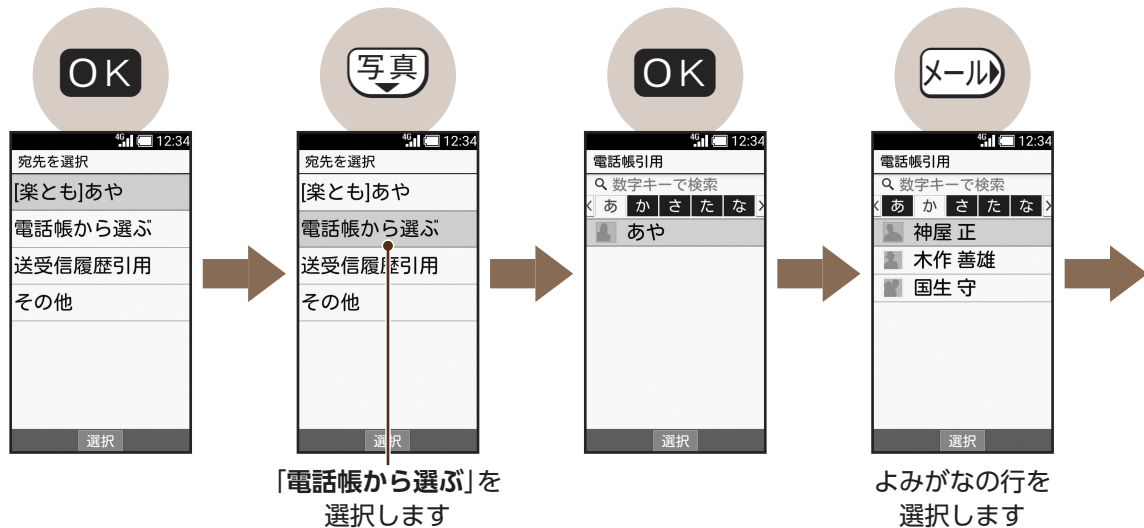 OK
4G 12:34
宛先を選択
[楽とも]あや
電話帳から選ぶ
送受信履歴引用
その他
選択
写真
4G 12:34
宛先を選択
[楽とも]あや
電話帳から選ぶ
送受信履歴引用
その他
選択
「電話帳から選ぶ」を
選択します
OK
4G 12:34
電話帳引用
数字キーで検索
あ か さ た な
あや
選択
メール
4G 12:34
電話帳引用
数字キーで検索
あ か さ た な
神屋 正
木作 善雄
国生 守
選択
よみがなの行を
選択します